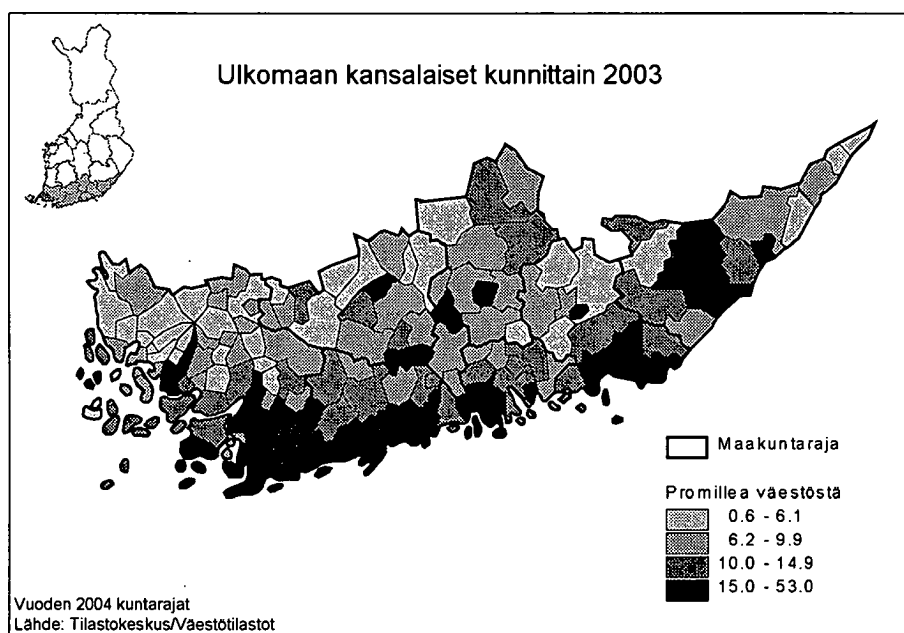 Ulkomaan kansalaiset kunnittain 2003
Maakuntaraja
Promillea väestöstä
0.6 - 6.1
6.2 - 9.9
10.0 - 14.9
15.0 - 53.0
Vuoden 2004 kuntarajat
Lähde: Tilastokeskus/Väestötilastot